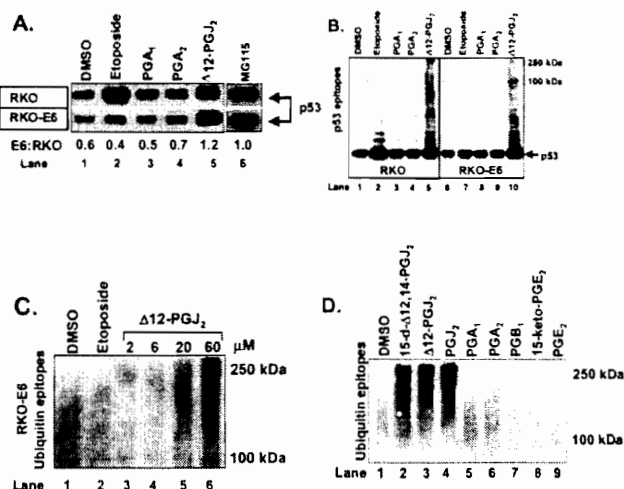 A.
DMSO
Etoposide
PGA1
PGA2
Δ12-PGJ2
MG115
RKO
RKO-E6
p53
E6:RKO 0.6 0.4 0.5 0.7 1.2 1.0
Lane 1 2 3 4 5 6
B.
DMSO
Etoposide
PGA1
PGA2
Δ12-PGJ2
DMSO
Etoposide
PGA1
PGA2
Δ12-PGJ2
p53 epitopes
250 kDa
100 kDa
p53
RKO RKO-E6
Lane 1 2 3 4 5 6 7 8 9 10
C.
DMSO
Etoposide
Δ12-PGJ2
2 6 20 60 μM
RKO-E6
Ubiquitin epitopes
250 kDa
100 kDa
Lane 1 2 3 4 5 6
D.
DMSO
15-d-Δ12,14-PGJ2
Δ12-PGJ2
PGJ2
PGA1
PGA2
PGB1
15-keto-PGE2
PGE2
Ubiquitin epitopes
250 kDa
100 kDa
Lane 1 2 3 4 5 6 7 8 9